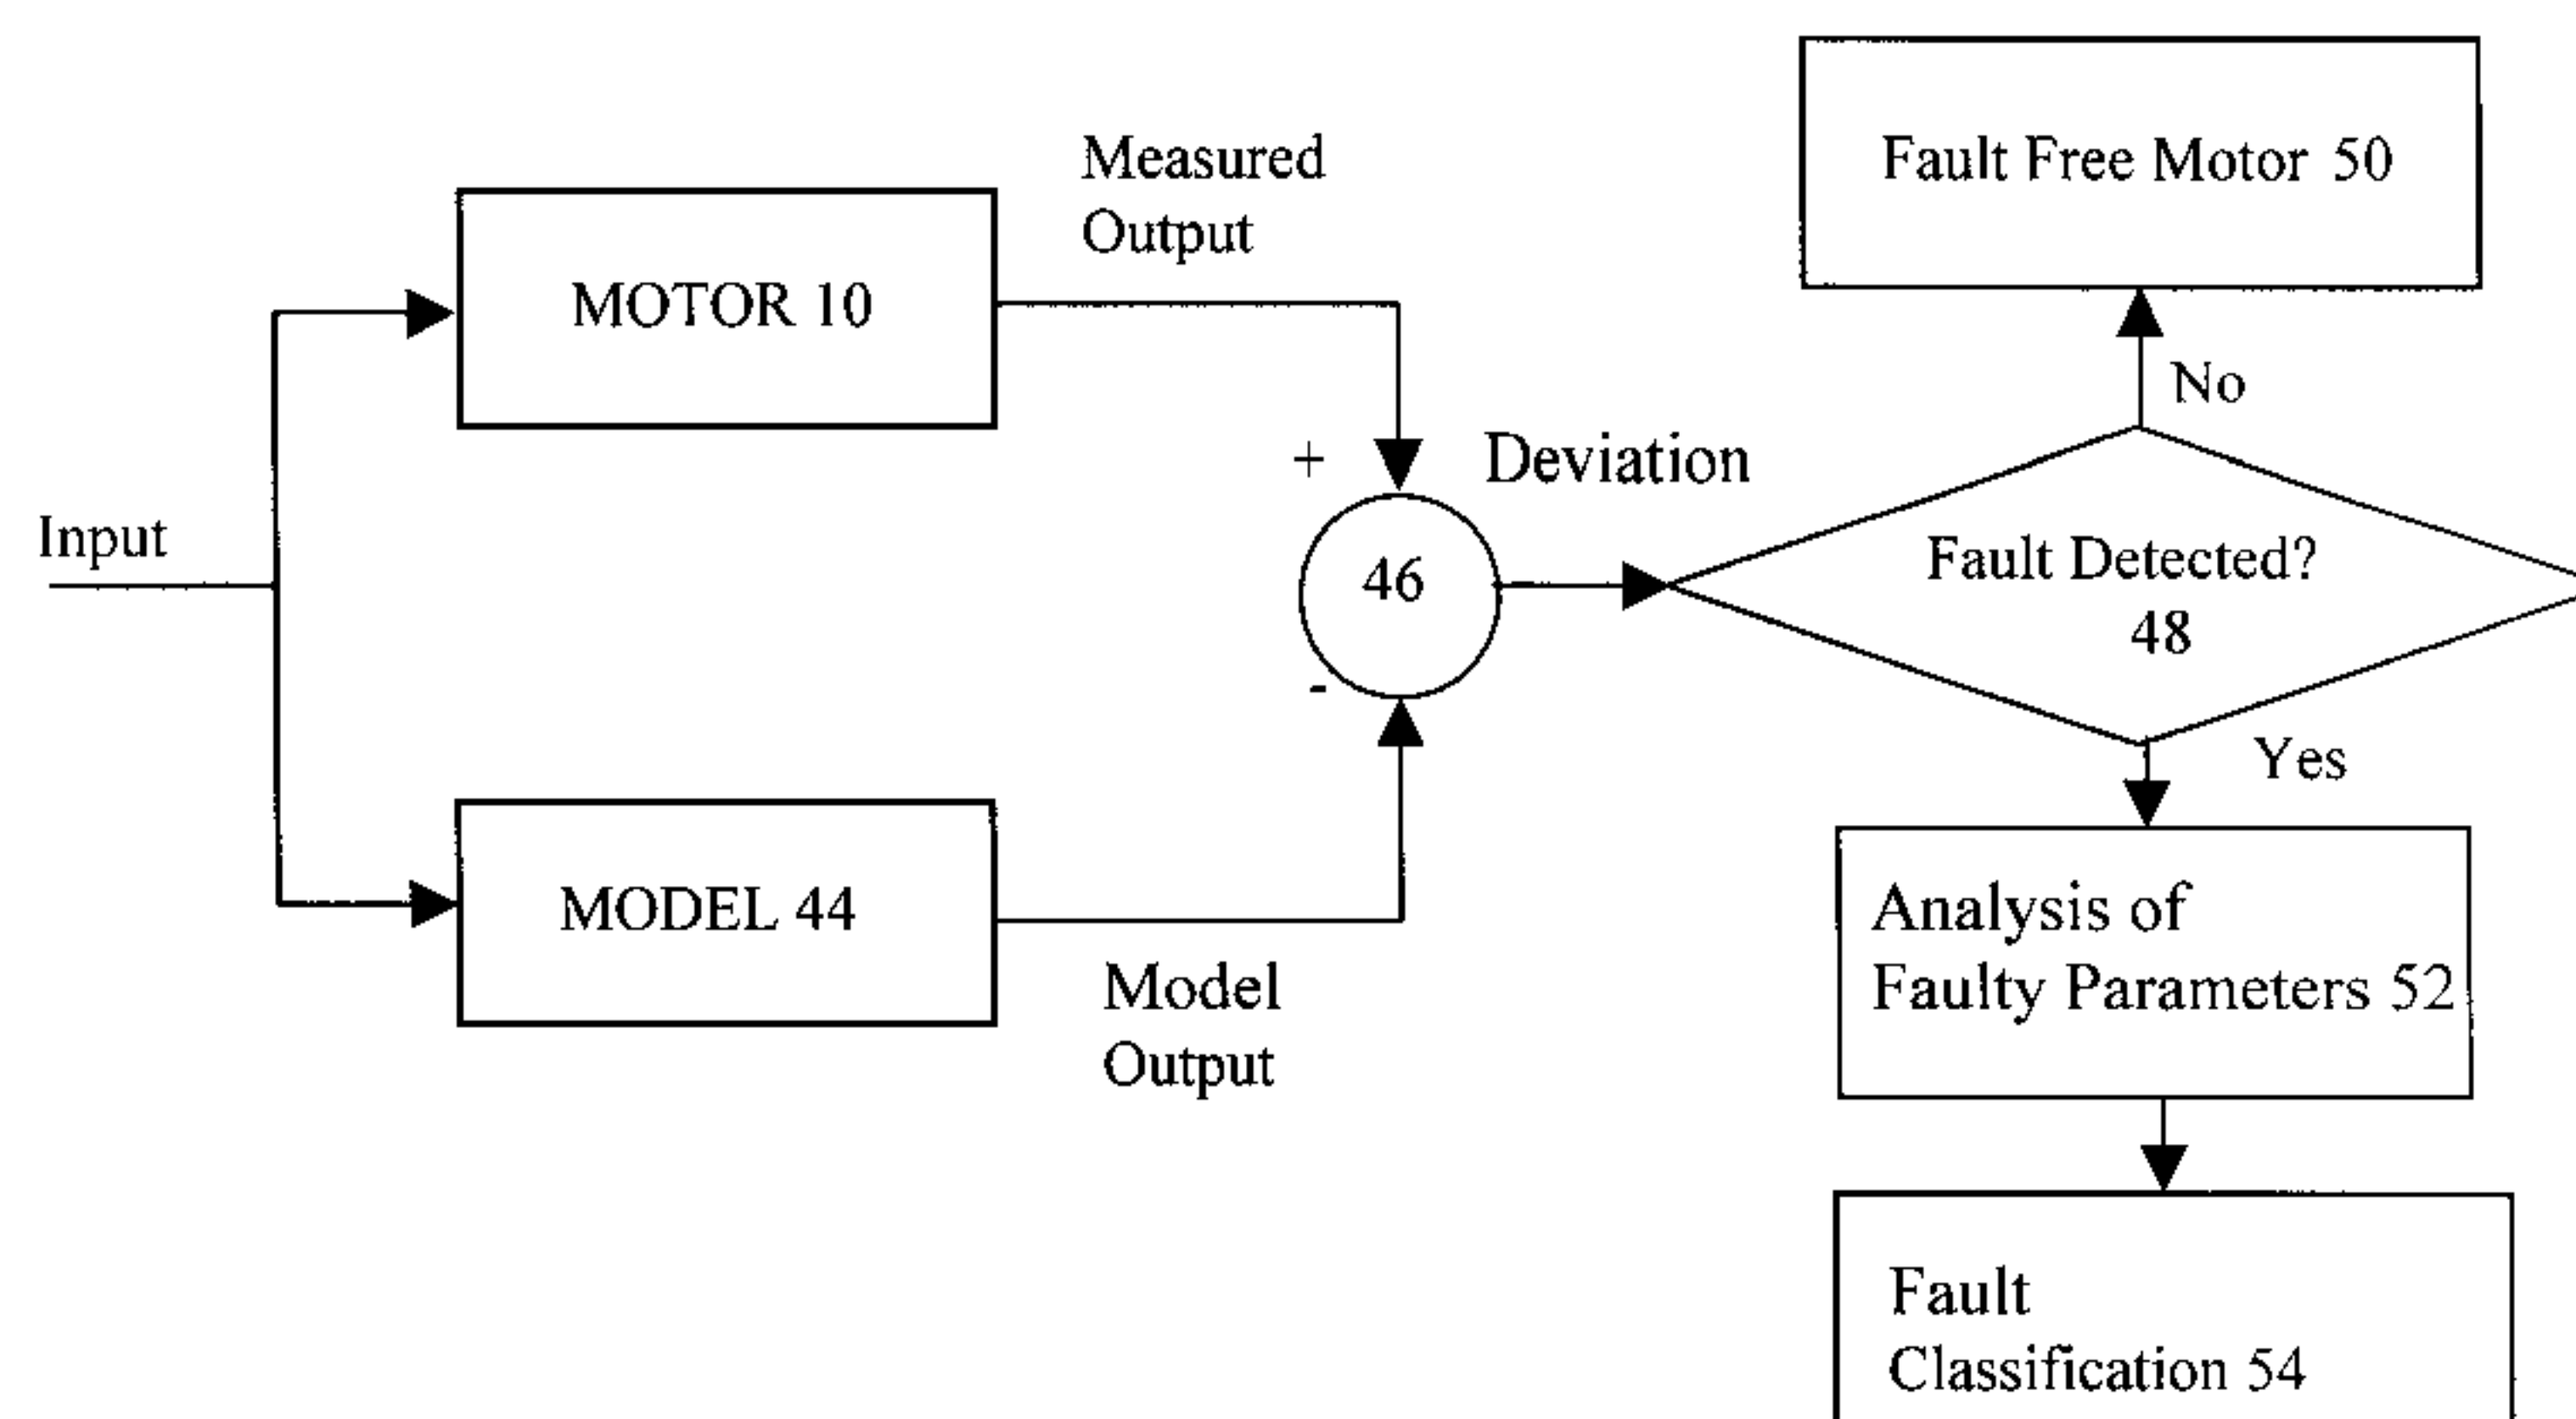 Input
MOTOR 10
MODEL 44
Measured
Output
Model
Output
+
46
-
Deviation
Fault Free Motor 50
No
Fault Detected?
48
Yes
Analysis of
Faulty Parameters 52
Fault
Classification 54